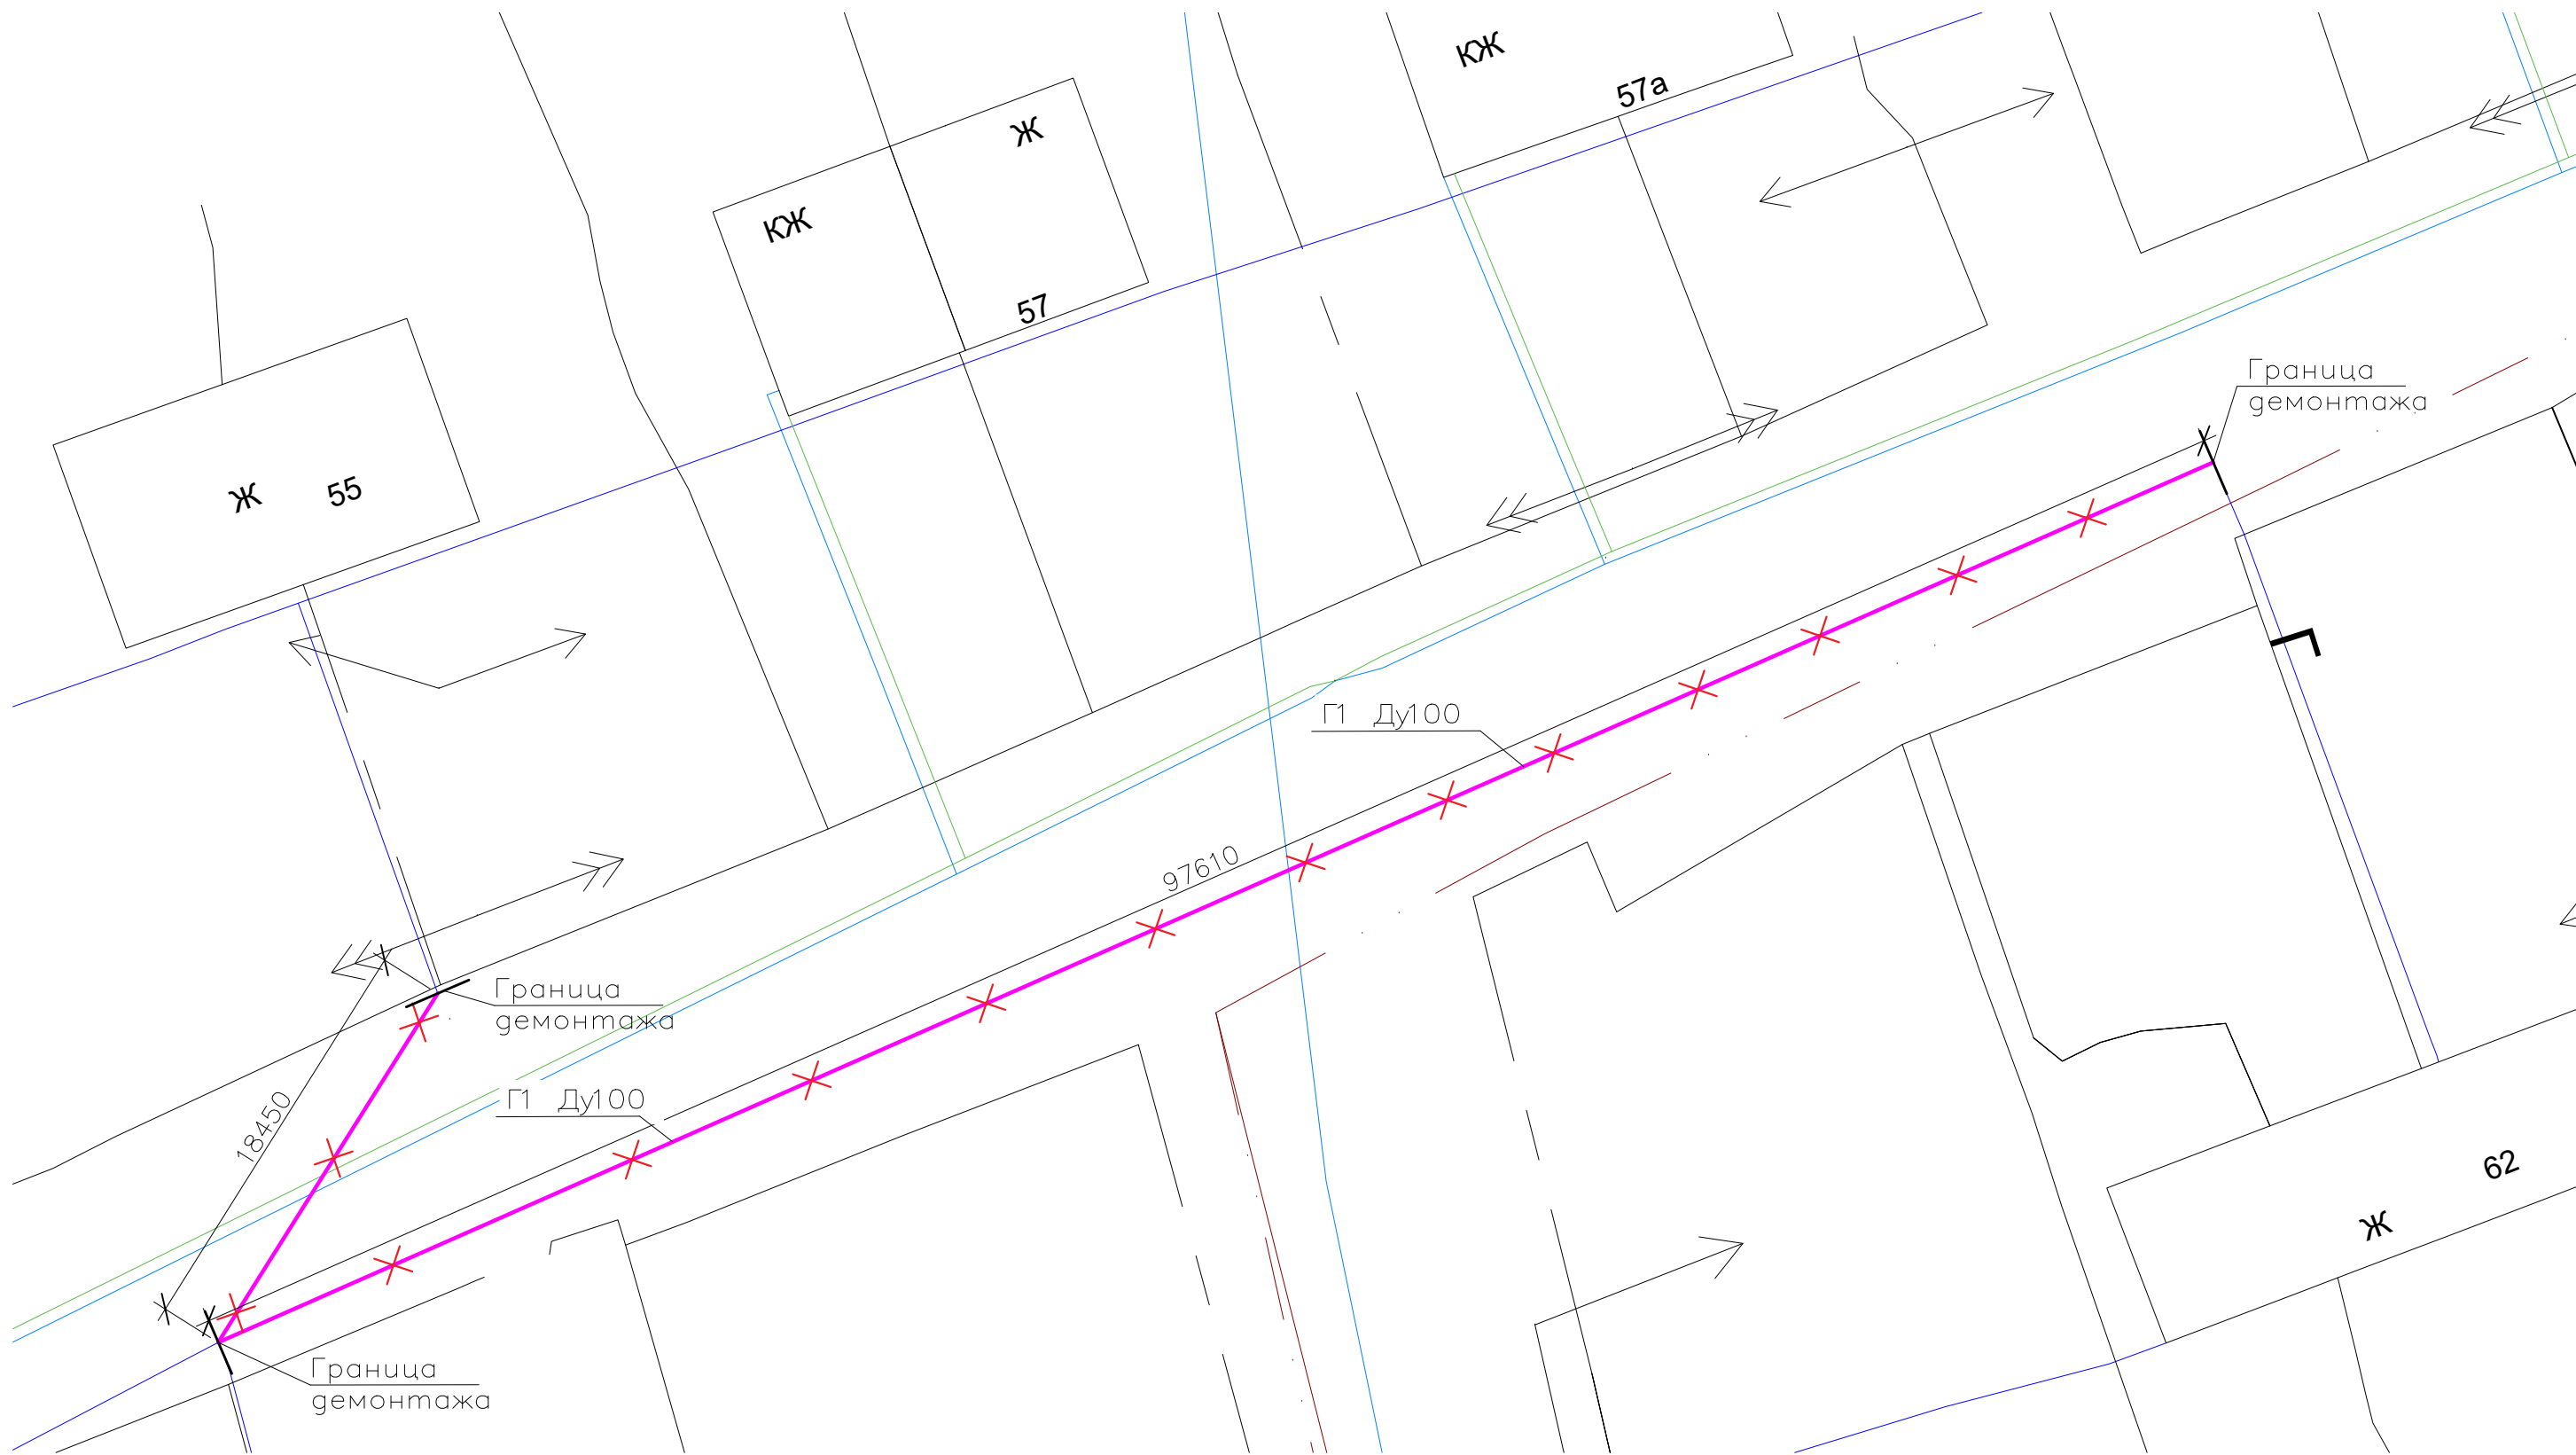 КЖ
57а
Ж
КЖ
57
Ж 55
Граница
демонтажа
Г1 Ду100
97610
Граница
демонтажа
Г1 Ду100
18450
62
Ж
Граница
демонтажа